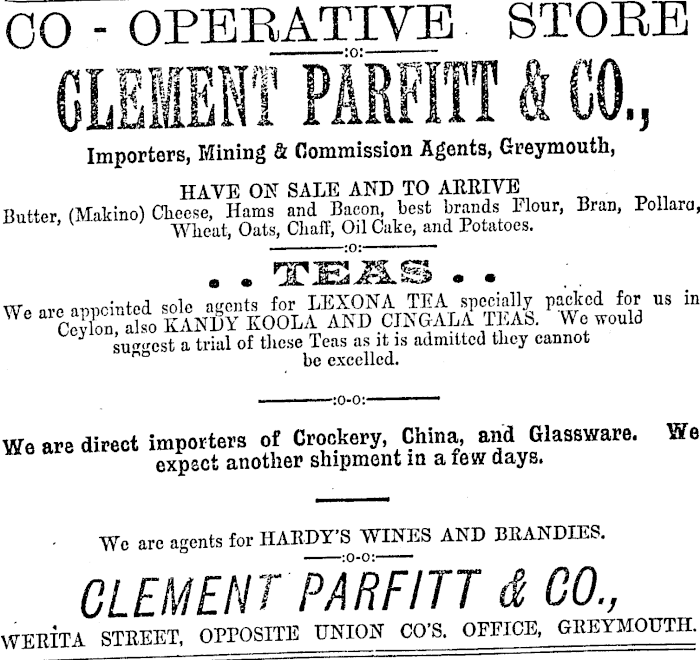 CO - OPERATIVE STORE
:o:
CLEMENT PARFITT & CO.,
Importers, Mining & Commission Agents, Greymouth,
HAVE ON SALE AND TO ARRIVE
Butter, (Makino) Cheese, Hams and Bacon, best brands Flour, Bran, Pollard,
Wheat, Oats, Chaff, Oil Cake, and Potatoes.
:o:
. . TEAS . .
We are appointed sole agents for LEXONA TEA specially packed for us in
Ceylon, also KANDY KOOLA AND CINGALA TEAS. We would
suggest a trial of these Teas as it is admitted they cannot
be excelled.
:o-o:
We are direct importers of Crockery, China, and Glassware. We
expect another shipment in a few days.
We are agents for HARDY'S WINES AND BRANDIES.
:o-o:
CLEMENT PARFITT & CO.,
WERITA STREET, OPPOSITE UNION CO'S. OFFICE, GREYMOUTH.